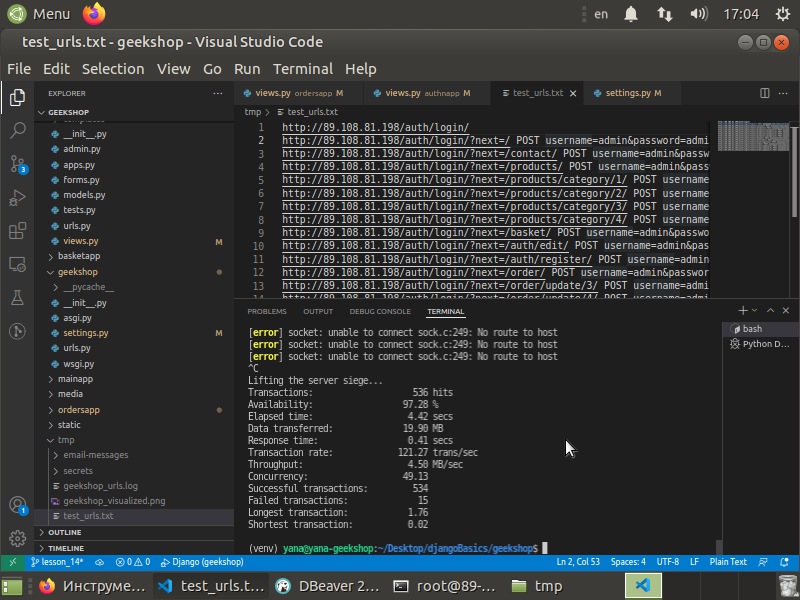 Menu
en
17:04
test_urls.txt - geekshop - Visual Studio Code
File Edit Selection View Go Run Terminal Help
EXPLORER
GEEKSHOP
__init__.py
admin.py
apps.py
forms.py
models.py
tests.py
urls.py
views.py M
basketapp
geekshop
__pycache__
__init__.py
asgi.py
settings.py M
urls.py
wsgi.py
mainapp
media
ordersapp
static
tmp
email-messages
secrets
geekshop_urls.log
geekshop_visualized.png
test_urls.txt
OUTLINE
TIMELINE
3
1
views.py ordersapp M
views.py authnapp M
test_urls.txt
settings.py M
tmp > test_urls.txt
1 http://89.108.81.198/auth/login/
2 http://89.108.81.198/auth/login/?next=/ POST username=admin&password=admi
3 http://89.108.81.198/auth/login/?next=/contact/ POST username=admin&passw
4 http://89.108.81.198/auth/login/?next=/products/ POST username=admin&pass
5 http://89.108.81.198/auth/login/?next=/products/category/1/ POST username
6 http://89.108.81.198/auth/login/?next=/products/category/2/ POST username
7 http://89.108.81.198/auth/login/?next=/products/category/3/ POST username
8 http://89.108.81.198/auth/login/?next=/products/category/4/ POST username
9 http://89.108.81.198/auth/login/?next=/basket/ POST username=admin&passwo
10 http://89.108.81.198/auth/login/?next=/auth/edit/ POST username=admin&pas
11 http://89.108.81.198/auth/login/?next=/auth/register/ POST username=admin
12 http://89.108.81.198/auth/login/?next=/order/ POST username=admin&passwor
13 http://89.108.81.198/auth/login/?next=/order/update/3/ POST username=admi
14 http://89.108.81.198/auth/login/?next=/order/update/4/ POST username=admi
PROBLEMS OUTPUT DEBUG CONSOLE TERMINAL
bash
Python D...
[error] socket: unable to connect sock.c:249: No route to host
[error] socket: unable to connect sock.c:249: No route to host
[error] socket: unable to connect sock.c:249: No route to host
^C
Lifting the server siege...
Transactions: 536 hits
Availability: 97.28 %
Elapsed time: 4.42 secs
Data transferred: 19.90 MB
Response time: 0.41 secs
Transaction rate: 121.27 trans/sec
Throughput: 4.50 MB/sec
Concurrency: 49.13
Successful transactions: 534
Failed transactions: 15
Longest transaction: 1.76
Shortest transaction: 0.02
(venv) yana@yana-geekshop:~/Desktop/djangoBasics/geekshop$
lesson_14* 0 0 Django (geekshop) Ln 2, Col 53 Spaces: 4 UTF-8 LF Plain Text
Инструме... test_urls.txt... DBeaver 2... root@89-... tmp